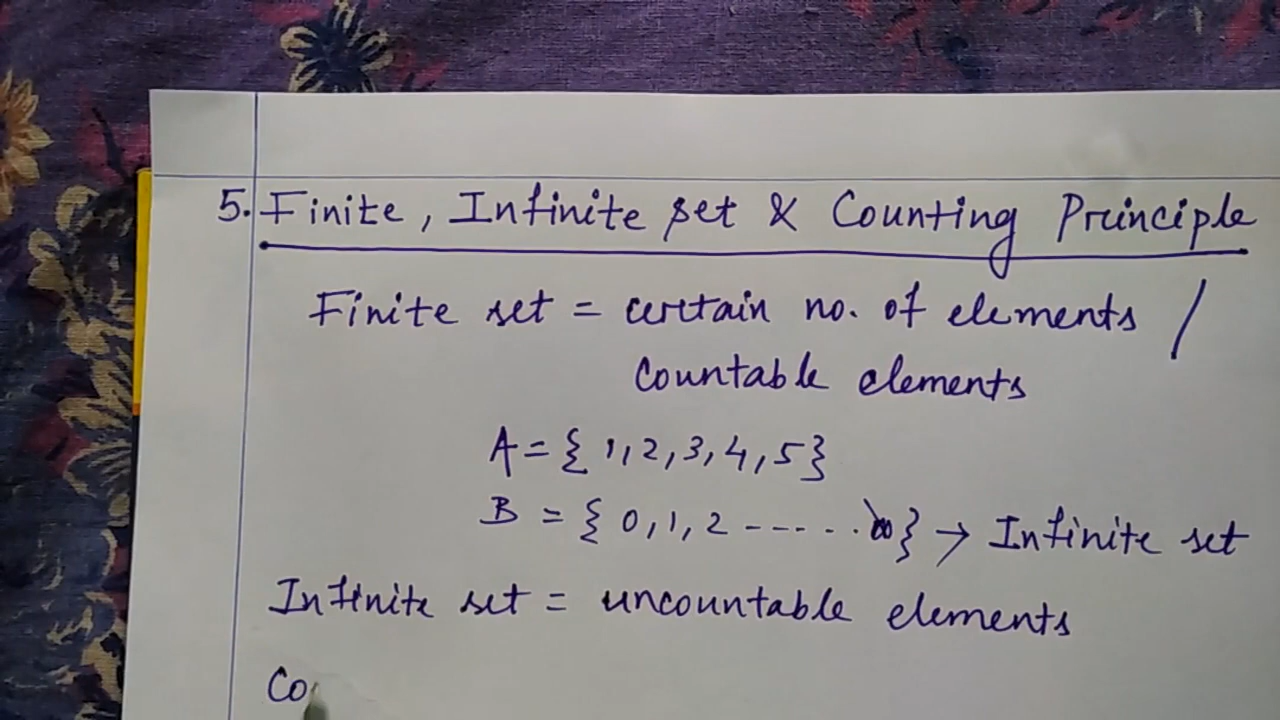 5. Finite, Infinite set & Counting Principle
Finite set = certain no. of elements /
countable elements
A = { 1, 2, 3, 4, 5 }
B = { 0, 1, 2 ------ ∞ } → Infinite set
Infinite set = uncountable elements
Co